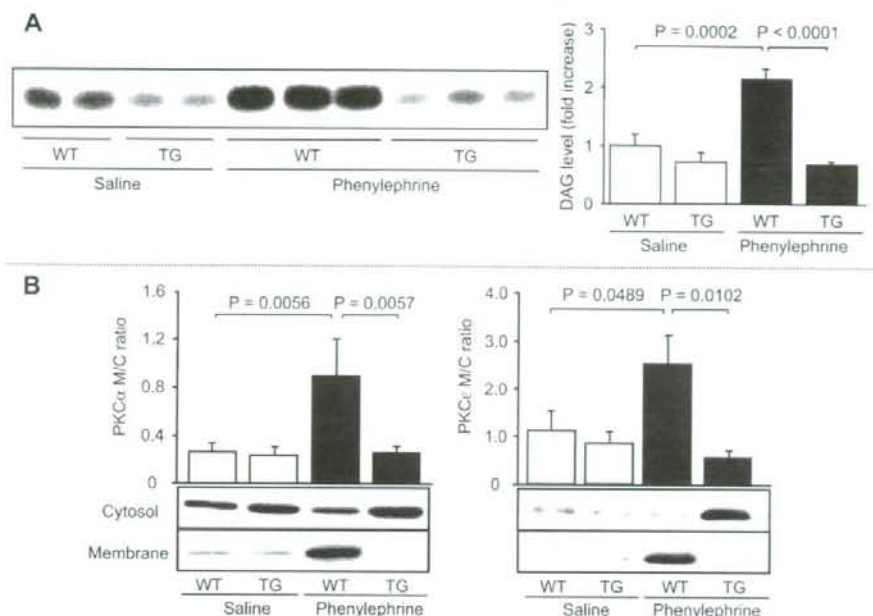 A
WT TG WT TG
Saline Phenylephrine
DAG level (fold increase)
3
2
1
0
P = 0.0002 P < 0.0001
WT TG WT TG
Saline Phenylephrine
B
PKCα M/C ratio
1.6
1.2
0.8
0.4
0
P = 0.0056 P = 0.0057
Cytosol
Membrane
WT TG WT TG
Saline Phenylephrine
PKCε M/C ratio
4.0
3.0
2.0
1.0
0
P = 0.0489 P = 0.0102
WT TG WT TG
Saline Phenylephrine